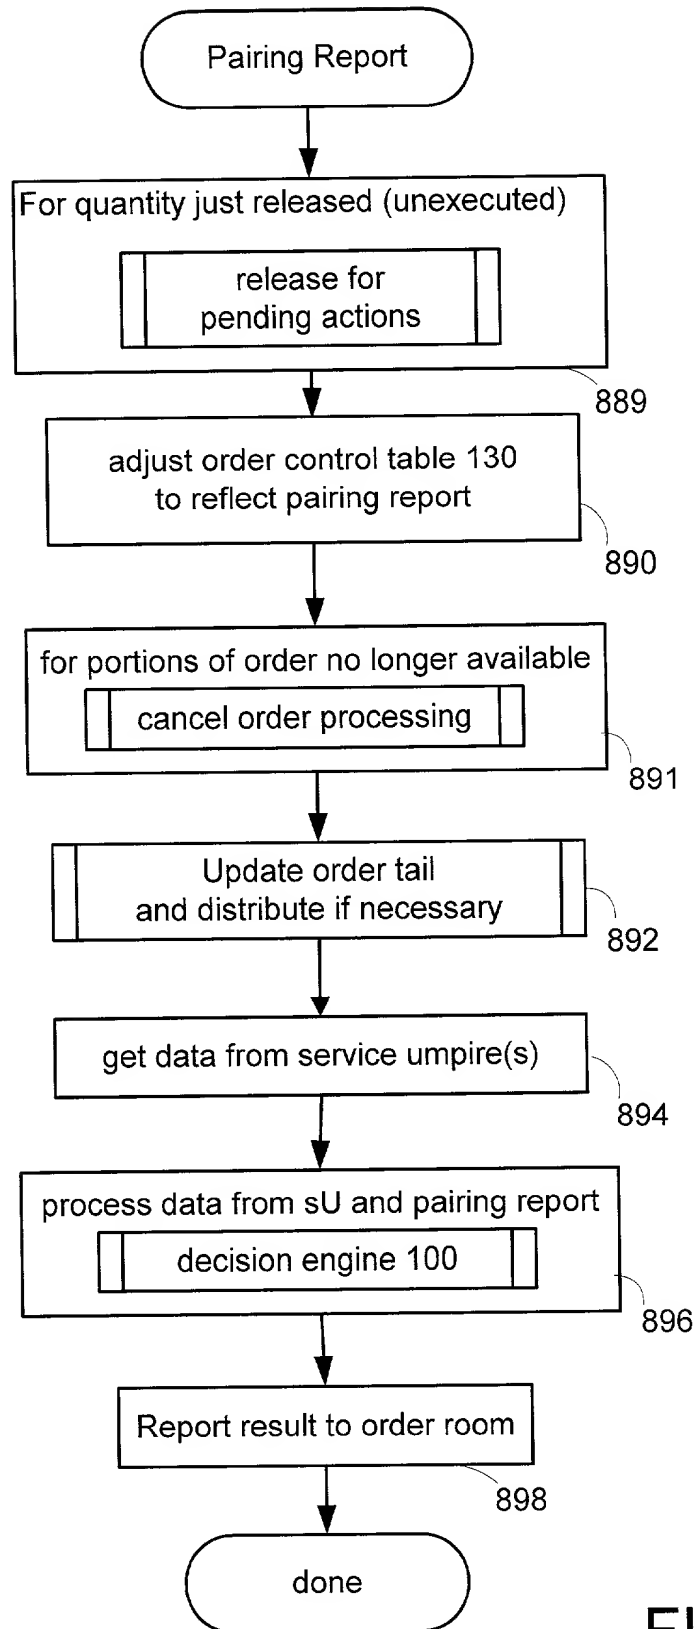 Pairing Report
For quantity just released (unexecuted)
release for
pending actions
889
adjust order control table 130
to reflect pairing report
890
for portions of order no longer available
cancel order processing
891
Update order tail
and distribute if necessary
892
get data from service umpire(s)
894
process data from sU and pairing report
decision engine 100
896
Report result to order room
898
done